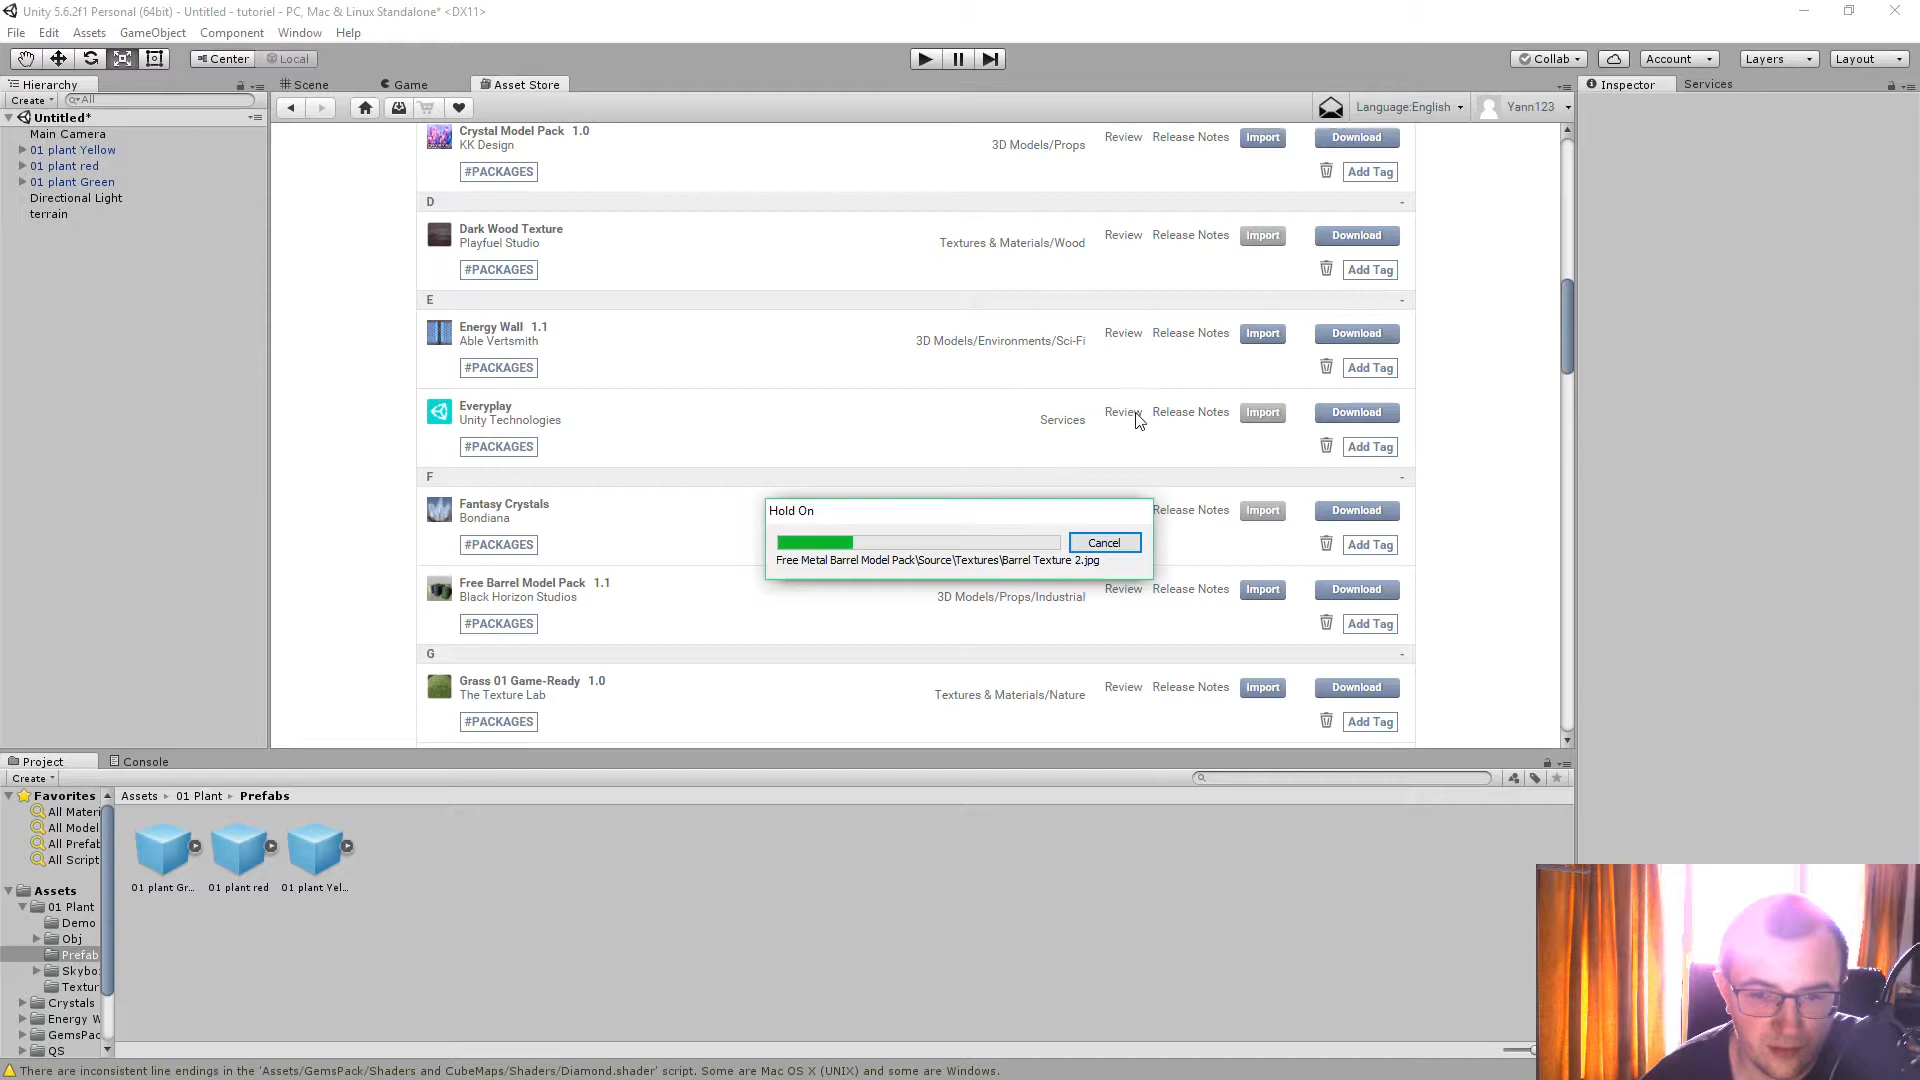 Unity 5.6.2f1 Personal (64bit) - Untitled - tutoriel - PC, Mac & Linux Standalone* <DX11>
File Edit Assets GameObject Component Window Help
Center Local
Collab Account Layers Layout
Hierarchy
Scene Game Asset Store
Inspector Services
Create All
Untitled*
Main Camera
01 plant Yellow
01 plant red
01 plant Green
Directional Light
terrain
Language:English Yann123
Crystal Model Pack 1.0
KK Design
3D Models/Props
Review Release Notes Import Download
#PACKAGES
Add Tag
D -
Dark Wood Texture
Playfuel Studio
Textures & Materials/Wood
Review Release Notes Import Download
#PACKAGES
Add Tag
E -
Energy Wall 1.1
Able Vertsmith
3D Models/Environments/Sci-Fi
Review Release Notes Import Download
#PACKAGES
Add Tag
Everyplay
Unity Technologies
Services
Review Release Notes Import Download
#PACKAGES
Add Tag
F -
Fantasy Crystals
Bondiana
Release Notes Import Download
#PACKAGES
Add Tag
Hold On
Cancel
Free Metal Barrel Model Pack\Source\Textures\Barrel Texture 2.jpg
Free Barrel Model Pack 1.1
Black Horizon Studios
3D Models/Props/Industrial
Review Release Notes Import Download
#PACKAGES
Add Tag
G -
Grass 01 Game-Ready 1.0
The Texture Lab
Textures & Materials/Nature
Review Release Notes Import Download
#PACKAGES
Add Tag
Project Console
Create
Favorites
All Materi
All Model
All Prefab
All Script
Assets
01 Plant
Demo
Obj
Prefab
Skybo
Textur
Crystals
Energy W
GemsPac
QS
Assets 01 Plant Prefabs
01 plant Gr... 01 plant red 01 plant Yel...
There are inconsistent line endings in the 'Assets/GemsPack/Shaders and CubeMaps/Shaders/Diamond.shader' script. Some are Mac OS X (UNIX) and some are Windows.